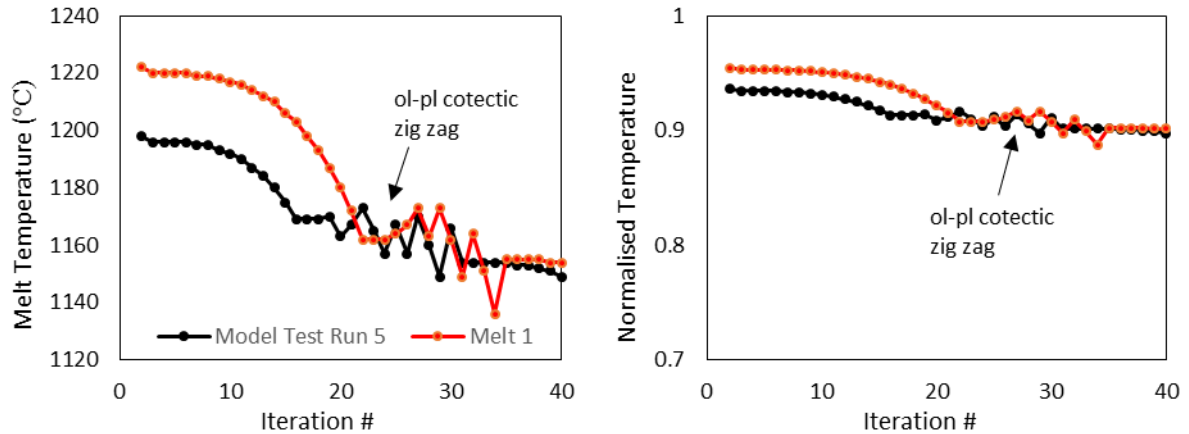 Melt Temperature (°C)
1240
1220
1200
1180
1160
1140
1120
ol-pl cotectic
zig zag
Model Test Run 5
Melt 1
0
10
20
30
40
Iteration #
Normalised Temperature
1
0.9
0.8
0.7
ol-pl cotectic
zig zag
0
10
20
30
40
Iteration #